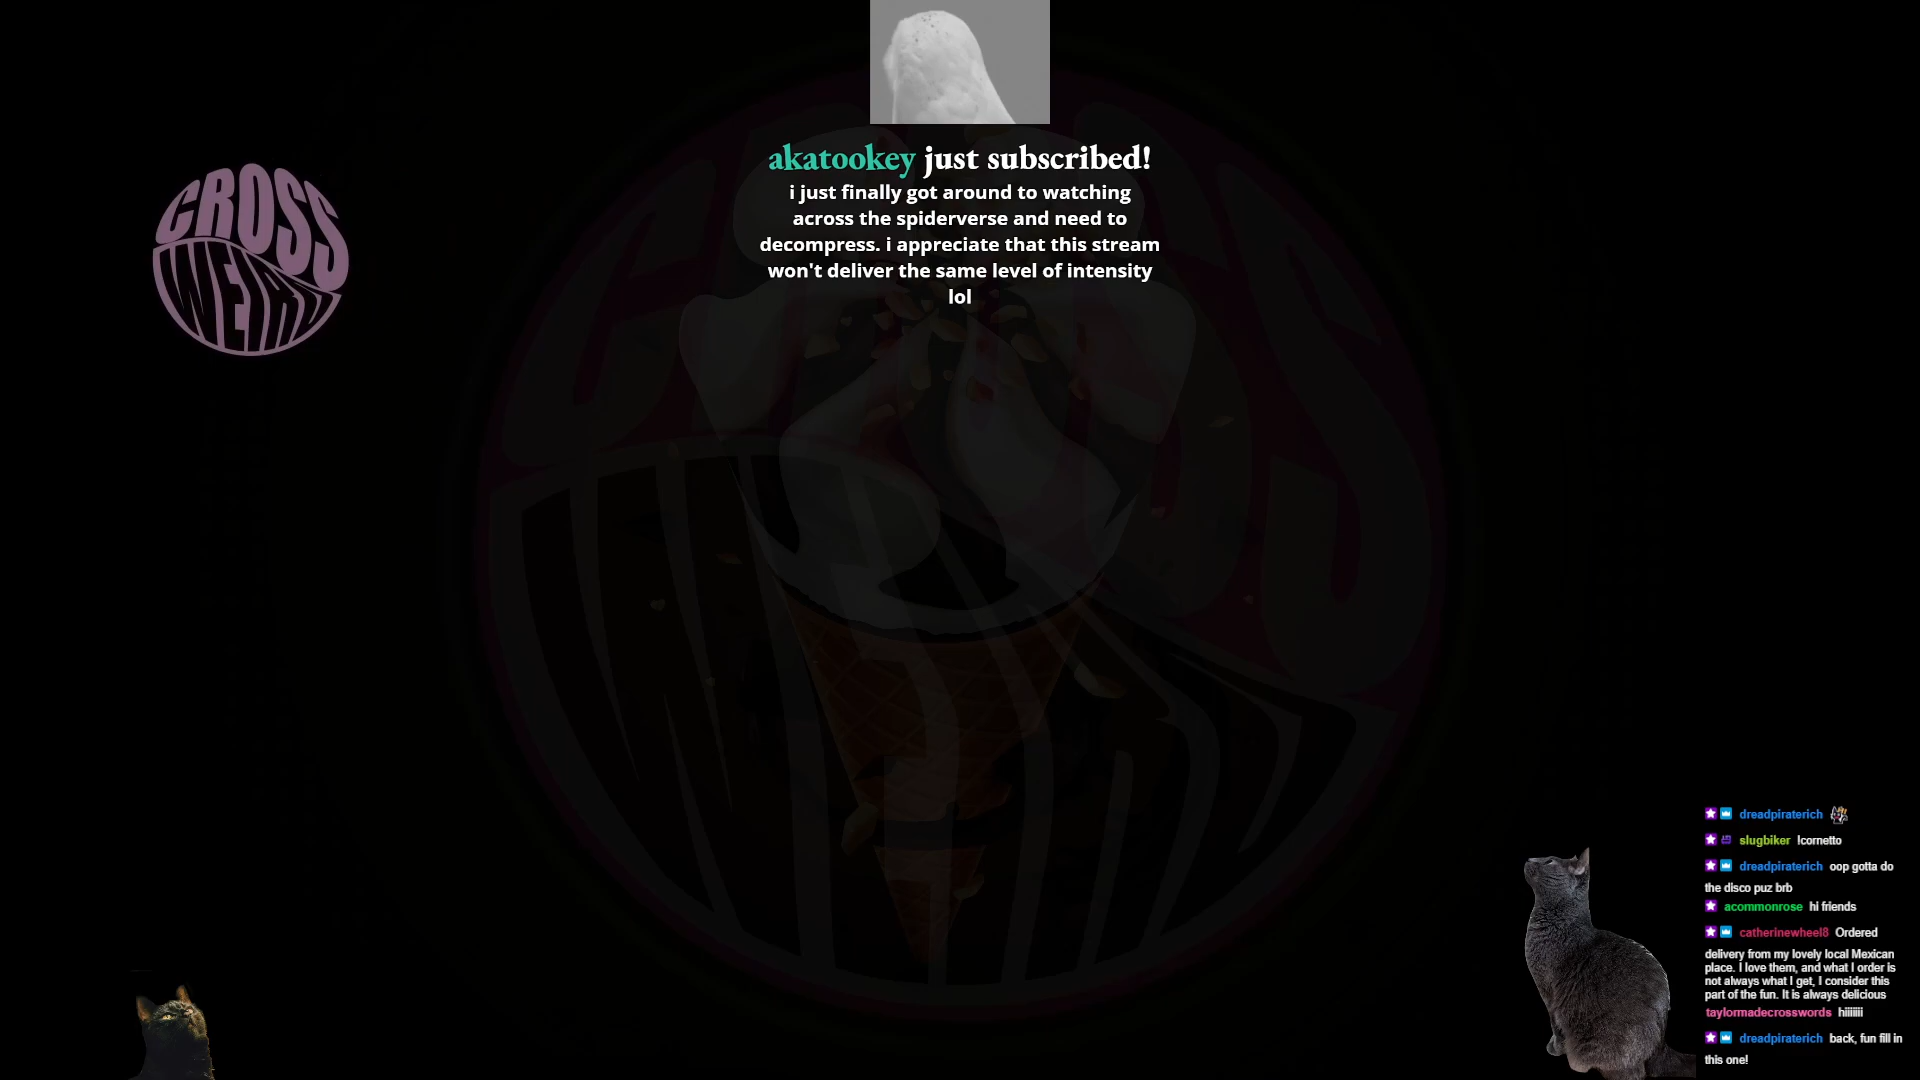 akatookey just subscribed!
i just finally got around to watching
across the spiderverse and need to
decompress. i appreciate that this stream
won't deliver the same level of intensity
lol
CROSS
WEIRD
CROSS
WEIRD
dreadpiraterich
slugbiker !cornetto
dreadpiraterich oop gotta do
the disco puz brb
acommonrose hi friends
catherinewheel8 Ordered
delivery from my lovely local Mexican
place. I love them, and what I order is
not always what I get, I consider this
part of the fun. It is always delicious
taylormadecrosswords hiiiiiii
dreadpiraterich back, fun fill in
this one!